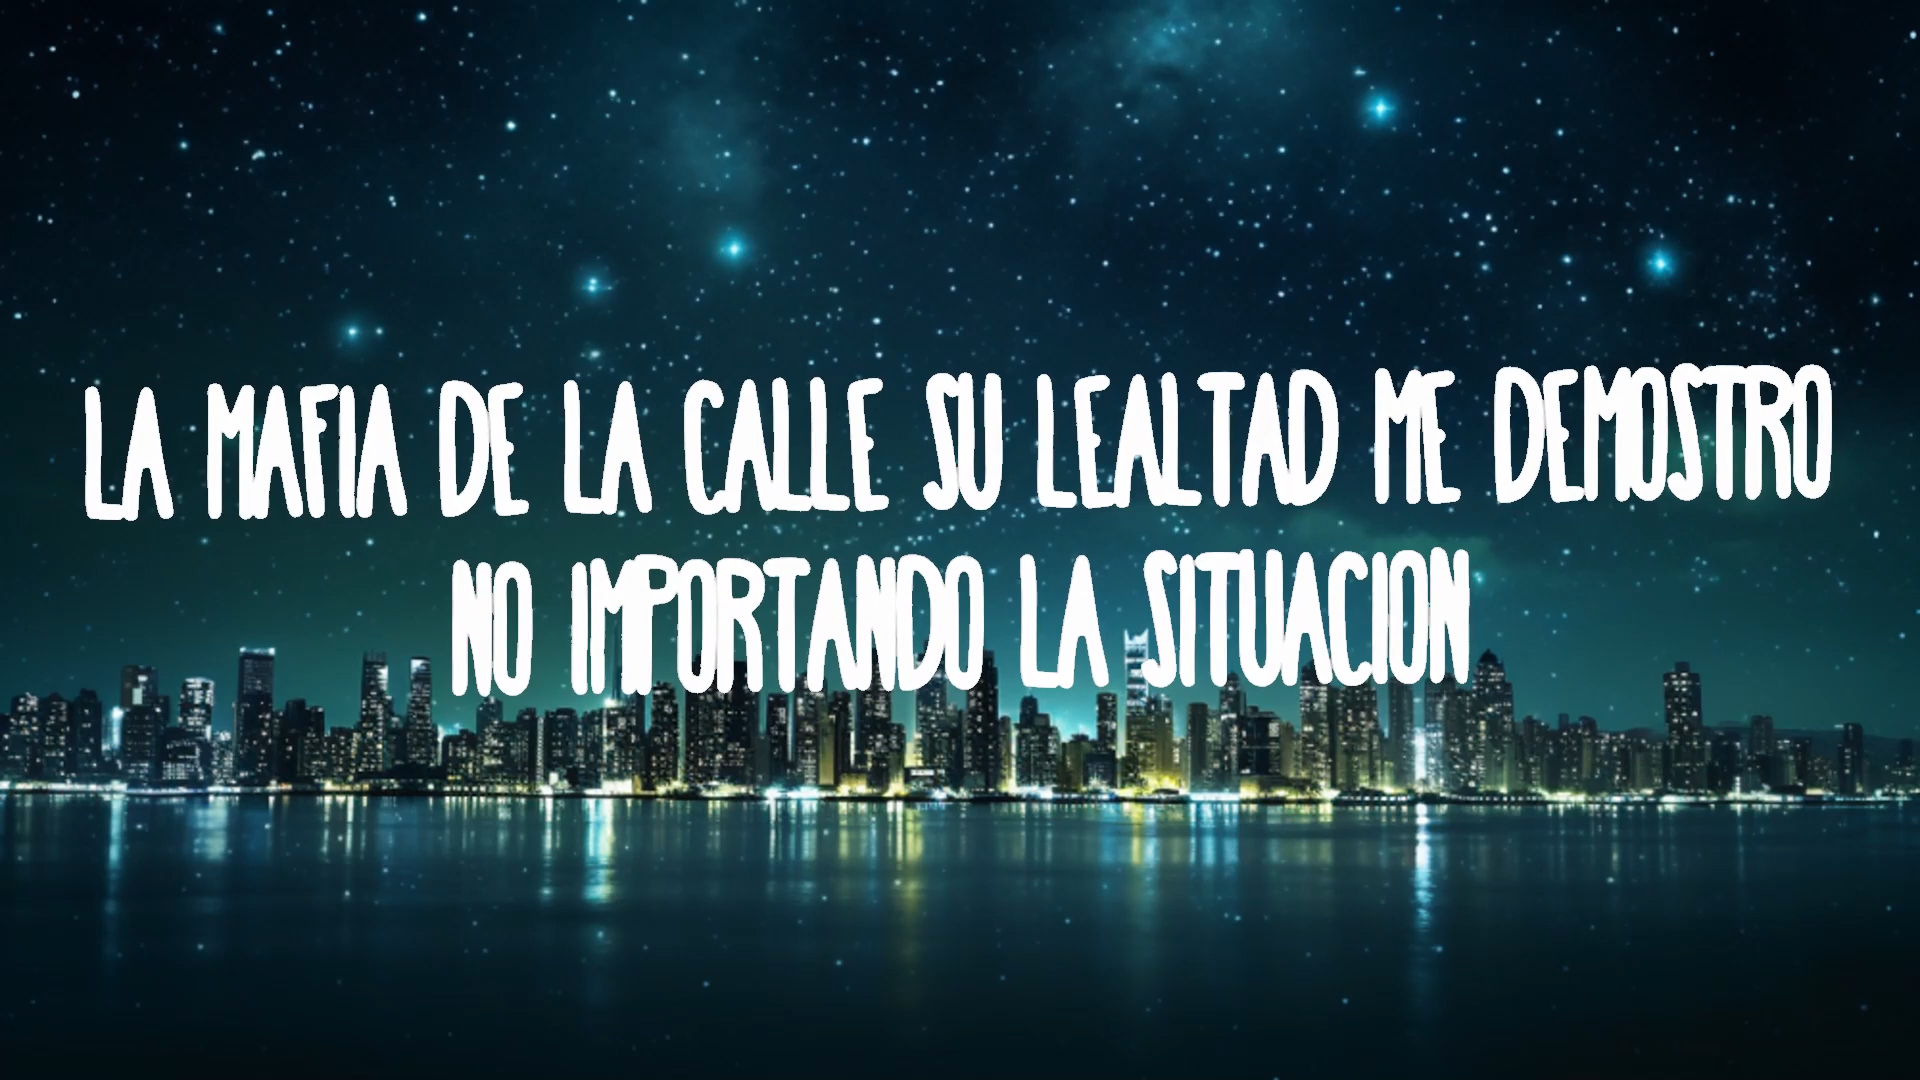 LA MAFIA DE LA CALLE SU LEALTAD ME DEMOSTRO
NO IMPORTANDO LA SITUACION